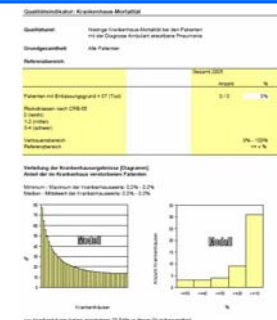 Qualitätsindikator: Krankenhaus-Mortalität
Qualitätsziel: Niedrige Krankenhaus-Mortalität bei den Patienten
mit der Diagnose Ambulant erworbene Pneumonie
Grundgesamtheit: Alle Patienten
Referenzbereich:
Gesamt 2005
Anzahl %
Patienten mit Entlassungsgrund = 07 (Tod) 0 / 0 0%
Risikoklassen nach CRB-65
0 (leicht)
1-2 (mittel)
3-4 (schwer)
Vertrauensbereich 0% - 100%
Referenzbereich
Verteilung der Krankenhausergebnisse [Diagramm]
Anteil der im Krankenhaus verstorbenen Patienten
Minimum - Maximum der Krankenhauswerte: 0,0% - 0,0%
Median - Mittelwert der Krankenhauswerte: 0,0% - 0,0%
Modell
Modell
%
Anzahl Krankenhäuser
Krankenhäuser
%